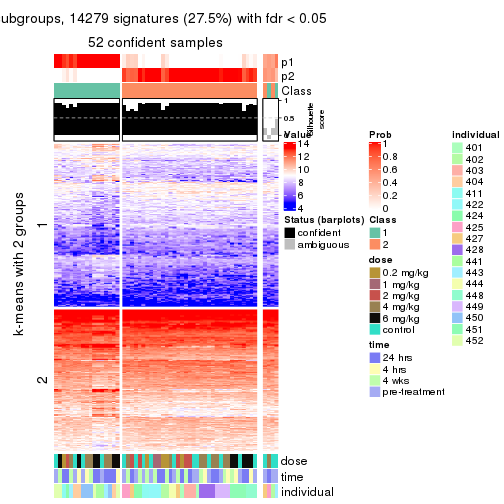 ubgroups, 14279 signatures (27.5%) with fdr < 0.05
52 confident samples
p1
p2
Class
1
0.5
0
Silhouette
score
k-means with 2 groups
1
2
dose
time
individual
Value
14
12
10
8
6
4
Status (barplots)
confident
ambiguous
Prob
1
0.8
0.6
0.4
0.2
0
Class
1
2
dose
0.2 mg/kg
1 mg/kg
2 mg/kg
4 mg/kg
6 mg/kg
control
time
24 hrs
4 hrs
4 wks
pre-treatment
individual
401
402
403
404
411
422
424
425
427
428
441
443
444
448
449
450
451
452